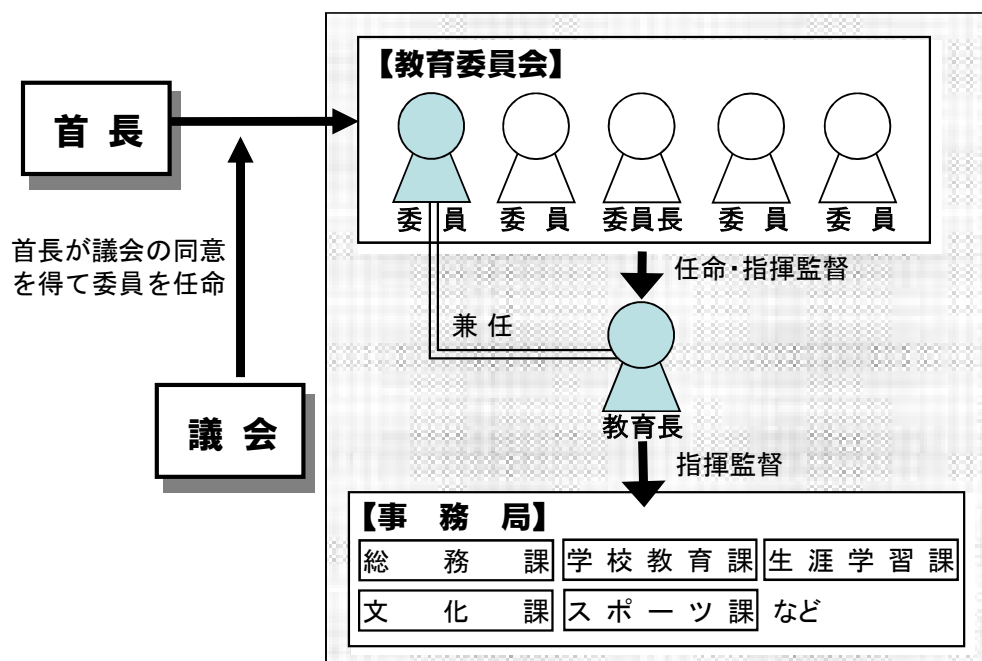 【教育委員会】
首 長
委 員
委 員
委員長
委 員
委 員
首長が議会の同意
を得て委員を任命
任命・指揮監督
兼 任
議 会
教育長
指揮監督
【事 務 局】
総 務 課
学 校 教 育 課
生 涯 学 習 課
文 化 課
ス ポ ー ツ 課
など